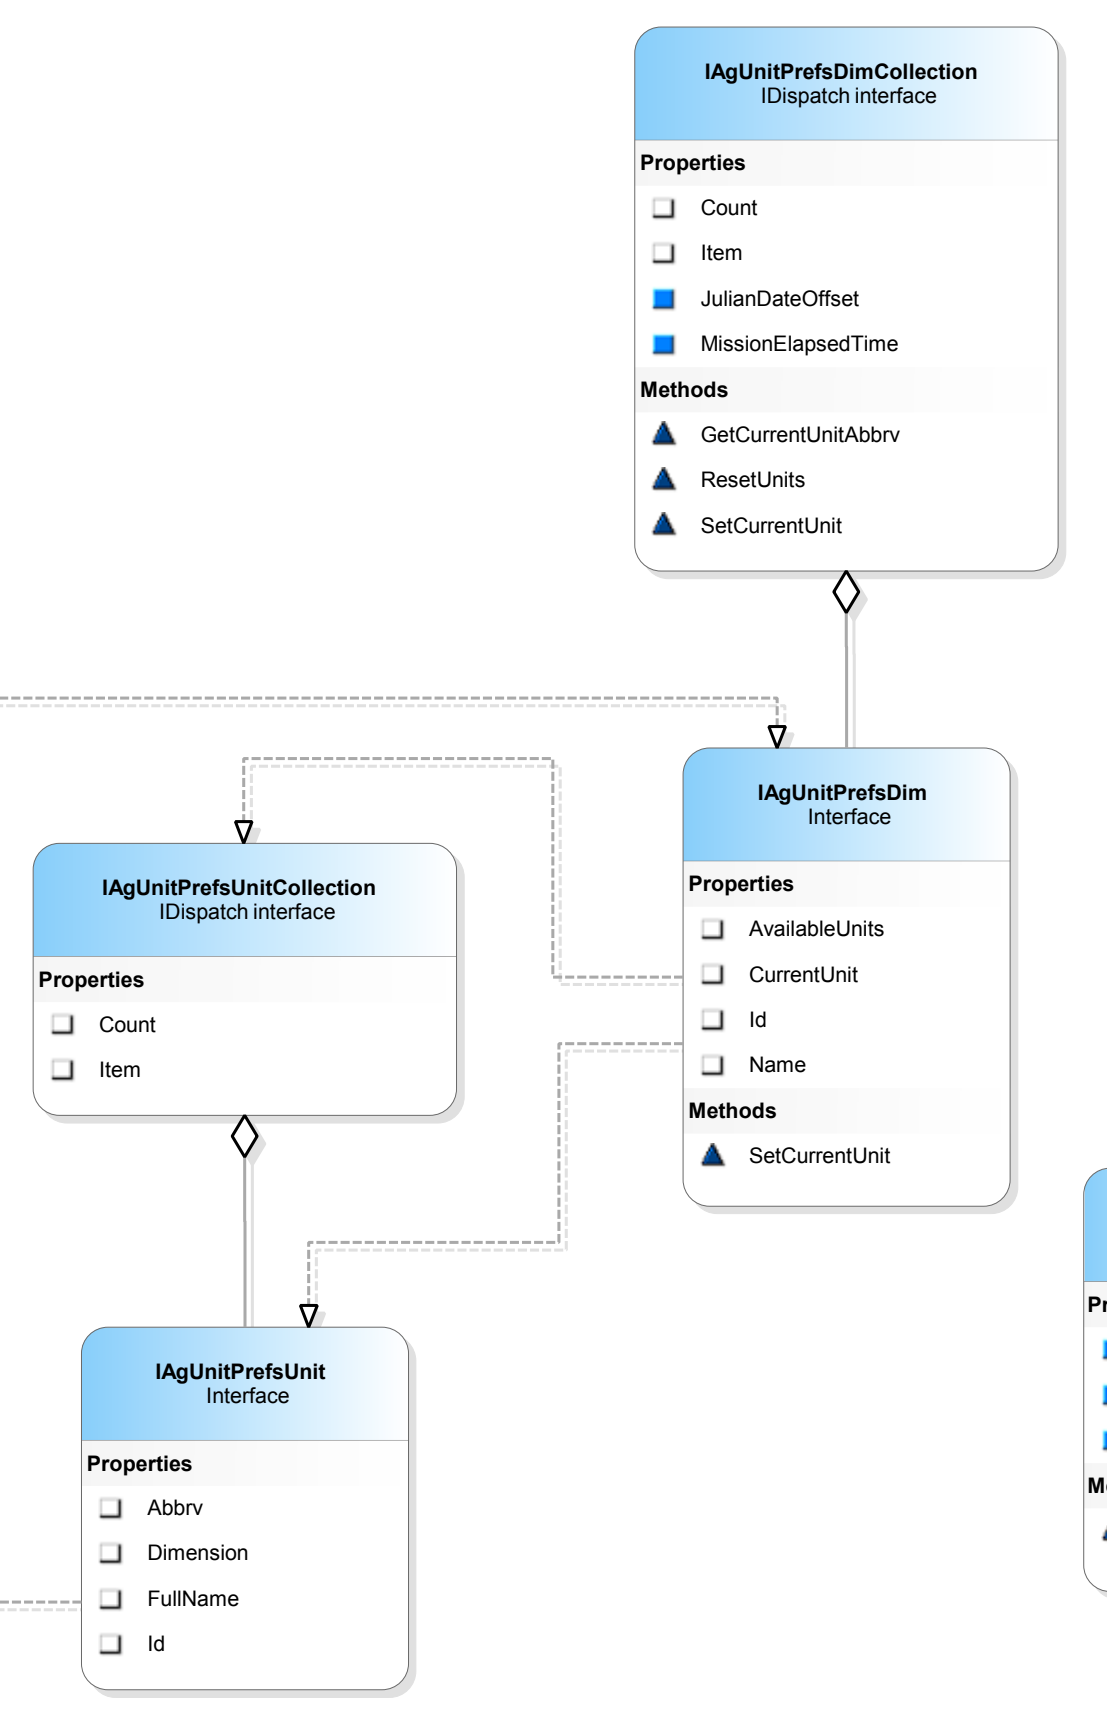 IAgUnitPrefsDimCollection
IDispatch interface
Properties
Count
Item
JulianDateOffset
MissionElapsedTime
Methods
GetCurrentUnitAbbrv
ResetUnits
SetCurrentUnit
IAgUnitPrefsDim
Interface
Properties
AvailableUnits
CurrentUnit
Id
Name
Methods
SetCurrentUnit
IAgUnitPrefsUnitCollection
IDispatch interface
Properties
Count
Item
IAgUnitPrefsUnit
Interface
Properties
Abbrv
Dimension
FullName
Id